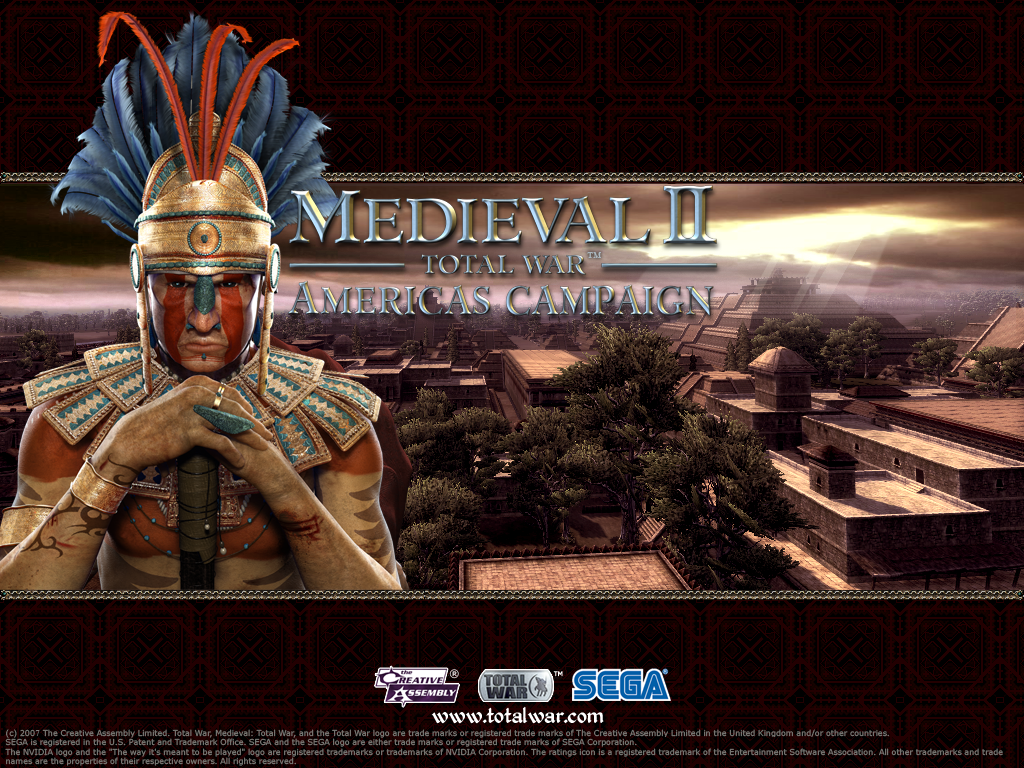 MEDIEVAL II
TOTAL WAR™
AMERICAS CAMPAIGN
the CREATIVE ASSEMBLY ®
TOTAL WAR ™
SEGA ®
www.totalwar.com
(c) 2007 The Creative Assembly Limited. Total War, Medieval: Total War, and the Total War logo are trade marks or registered trade marks of The Creative Assembly Limited in the United Kingdom and/or other countries.
SEGA is registered in the U.S. Patent and Trademark Office. SEGA and the SEGA logo are either trade marks or registered trade marks of SEGA Corporation.
The NVIDIA logo and the "The way it's meant to be played" logo are registered trademarks or trademarks of NVIDIA Corporation. The ratings icon is a registered trademark of the Entertainment Software Association. All other trademarks and trade
names are the properties of their respective owners. All rights reserved.